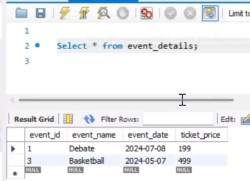 Limit to
1
2 Select * from event_details;
3
Result Grid Filter Rows: Edit:
event_id event_name event_date ticket_price
1 Debate 2024-07-08 199
3 Basketball 2024-05-07 499
NULL NULL NULL NULL